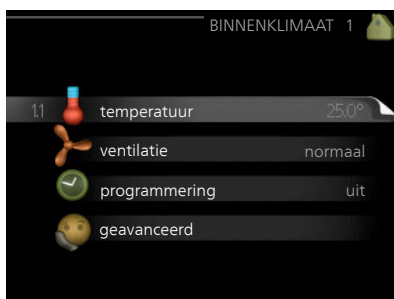 BINNENKLIMAAT 1
1.1 temperatuur 25.0°
ventilatie normaal
programmering uit
geavanceerd